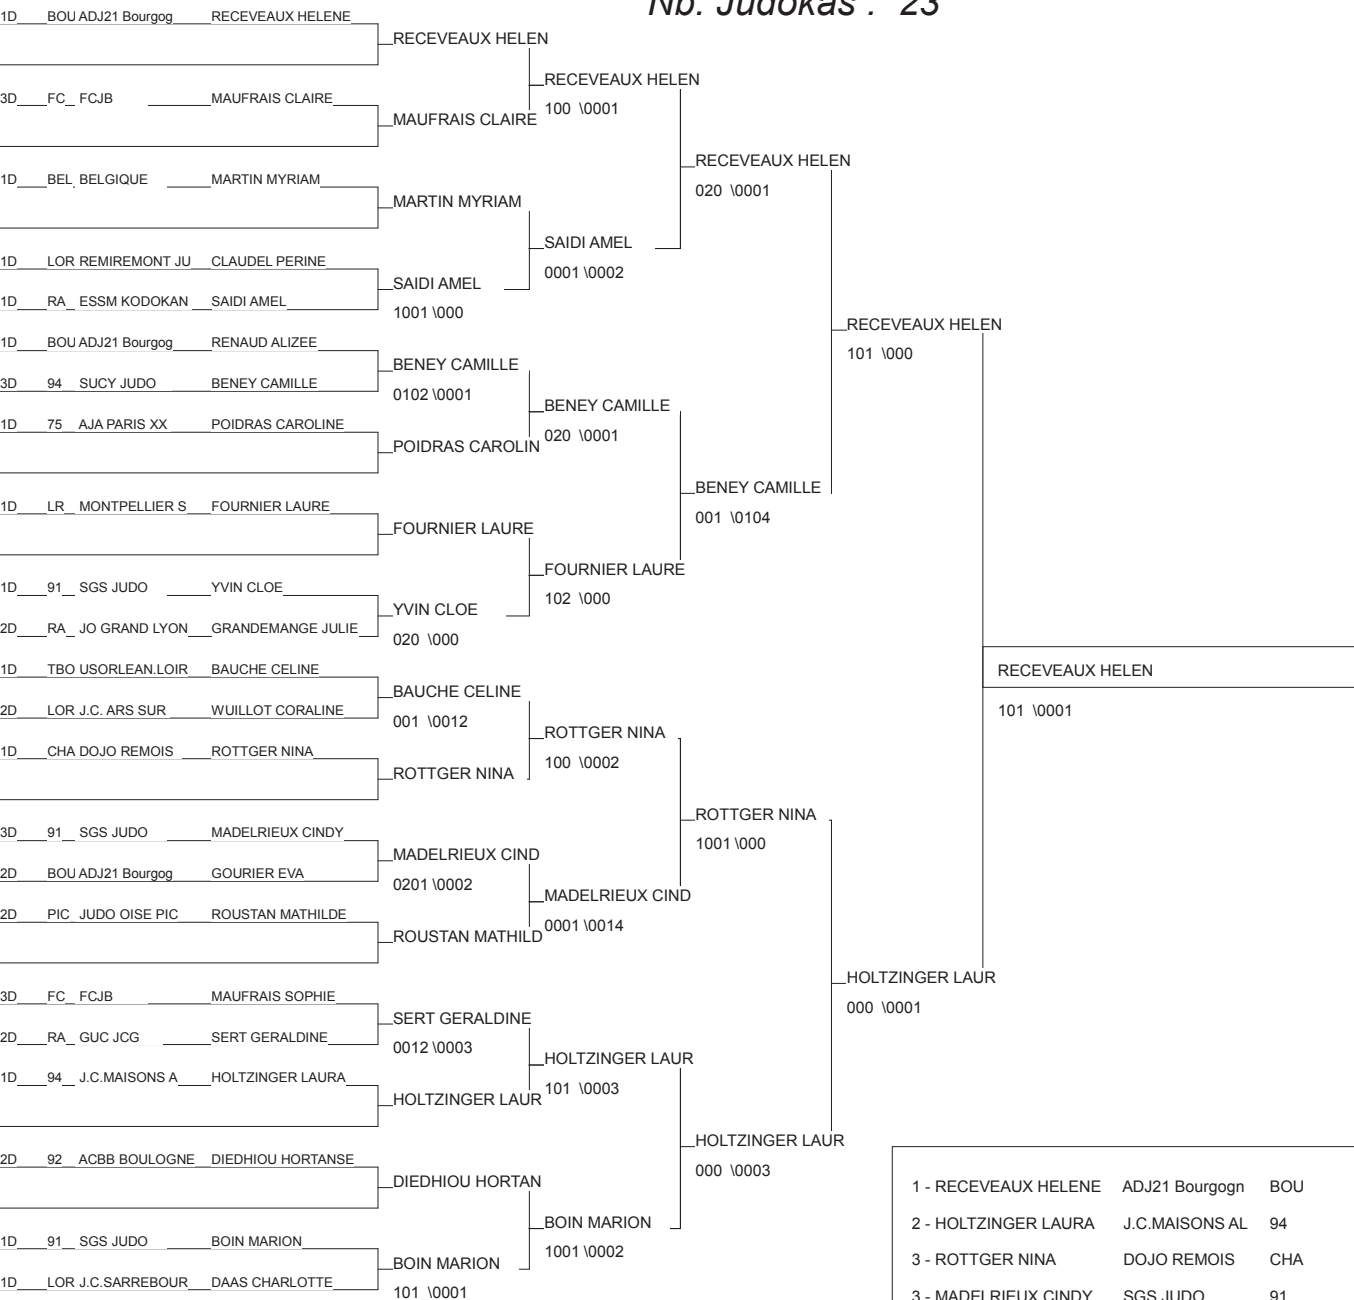 Nb. Judokas : 23
1D BOU ADJ21 Bourgog RECEVEAUX HELENE
RECEVEAUX HELEN
RECEVEAUX HELEN
100 \0001
3D FC FCJB MAUFRAIS CLAIRE
MAUFRAIS CLAIRE
RECEVEAUX HELEN
020 \0001
1D BEL BELGIQUE MARTIN MYRIAM
MARTIN MYRIAM
SAIDI AMEL
0001 \0002
1D LOR REMIREMONT JU CLAUDEL PERINE
SAIDI AMEL
1001 \000
1D RA ESSM KODOKAN SAIDI AMEL
RECEVEAUX HELEN
101 \000
1D BOU ADJ21 Bourgog RENAUD ALIZEE
BENEY CAMILLE
0102 \0001
3D 94 SUCY JUDO BENEY CAMILLE
BENEY CAMILLE
020 \0001
1D 75 AJA PARIS XX POIDRAS CAROLINE
POIDRAS CAROLIN
BENEY CAMILLE
001 \0104
1D LR MONTPELLIER S FOURNIER LAURE
FOURNIER LAURE
FOURNIER LAURE
102 \000
1D 91 SGS JUDO YVIN CLOE
YVIN CLOE
020 \000
2D RA JO GRAND LYON GRANDEMANGE JULIE
RECEVEAUX HELEN
101 \0001
1D TBO USORLEAN.LOIR BAUCHE CELINE
BAUCHE CELINE
001 \0012
2D LOR J.C. ARS SUR WUILLOT CORALINE
ROTTGER NINA
100 \0002
1D CHA DOJO REMOIS ROTTGER NINA
ROTTGER NINA
ROTTGER NINA
1001 \000
3D 91 SGS JUDO MADELRIEUX CINDY
MADELRIEUX CIND
0201 \0002
2D BOU ADJ21 Bourgog GOURIER EVA
MADELRIEUX CIND
0001 \0014
2D PIC JUDO OISE PIC ROUSTAN MATHILDE
ROUSTAN MATHILD
HOLTZINGER LAUR
000 \0001
3D FC FCJB MAUFRAIS SOPHIE
SERT GERALDINE
0012 \0003
2D RA GUC JCG SERT GERALDINE
HOLTZINGER LAUR
101 \0003
1D 94 J.C.MAISONS A HOLTZINGER LAURA
HOLTZINGER LAUR
HOLTZINGER LAUR
000 \0003
2D 92 ACBB BOULOGNE DIEDHIOU HORTANSE
DIEDHIOU HORTAN
BOIN MARION
1001 \0002
1D 91 SGS JUDO BOIN MARION
BOIN MARION
101 \0001
1D LOR J.C.SARREBOUR DAAS CHARLOTTE
1 - RECEVEAUX HELENE ADJ21 Bourgogn BOU
2 - HOLTZINGER LAURA J.C.MAISONS AL 94
3 - ROTTGER NINA DOJO REMOIS CHA
3 - MADELRIEUX CINDY SGS JUDO 91